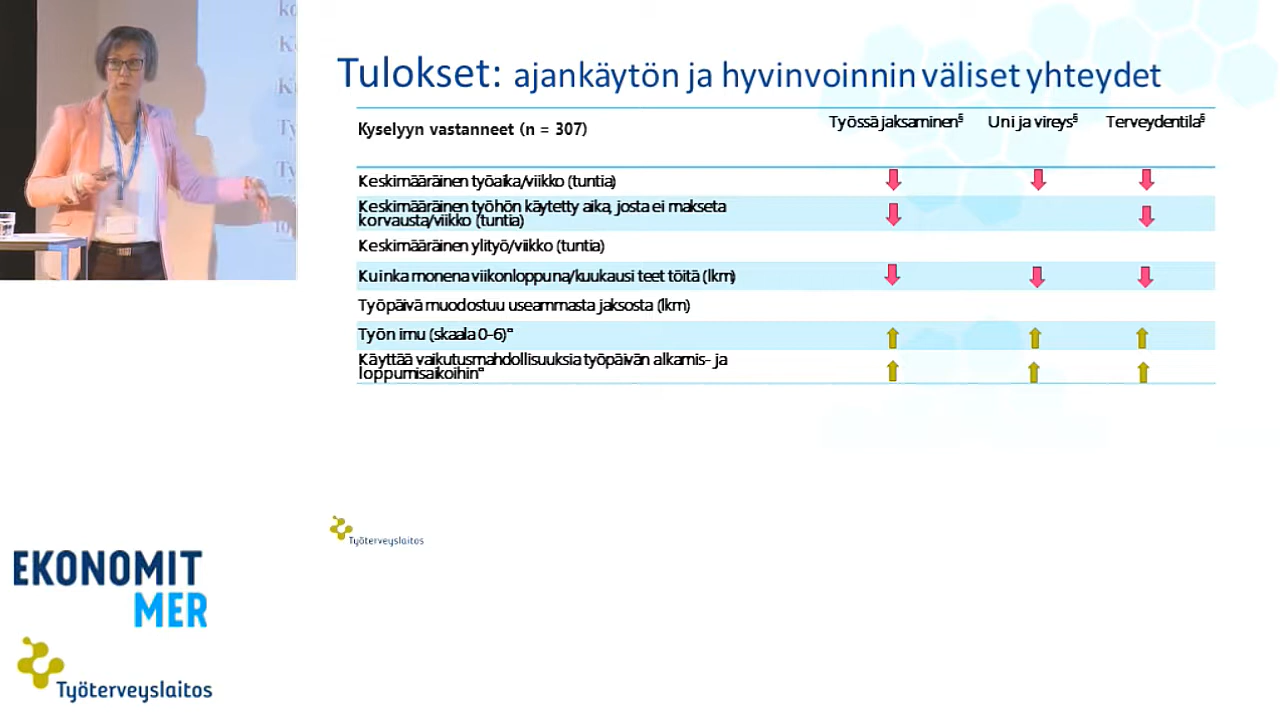 Tulokset: ajankäytön ja hyvinvoinnin väliset yhteydet
Kyselyyn vastanneet (n = 307) Työssä jaksaminen§ Uni ja vireys§ Terveydentila§
Keskimääräinen työaika/viikko (tuntia)
Keskimääräinen työhön käytetty aika, josta ei makseta
korvausta/viikko (tuntia)
Keskimääräinen ylityö/viikko (tuntia)
Kuinka monena viikonloppuna/kuukausi teet töitä (lkm)
Työpäivä muodostuu useammasta jaksosta (lkm)
Työn imu (skaala 0-6)¤
Käyttää vaikutusmahdollisuuksia työpäivän alkamis- ja
loppumisaikoihin¤
Työterveyslaitos
EKONOMIT
MER
Työterveyslaitos